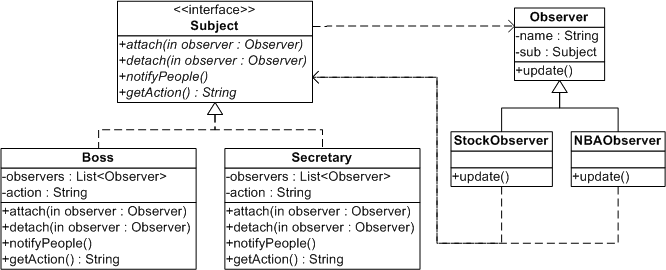 <<interface>>
Subject
+attach(in observer : Observer)
+detach(in observer : Observer)
+notifyPeople()
+getAction() : String
Observer
-name : String
-sub : Subject
+update()
Boss
-observers : List<Observer>
-action : String
+attach(in observer : Observer)
+detach(in observer : Observer)
+notifyPeople()
+getAction() : String
Secretary
-observers : List<Observer>
-action : String
+attach(in observer : Observer)
+detach(in observer : Observer)
+notifyPeople()
+getAction() : String
StockObserver
+update()
NBAObserver
+update()